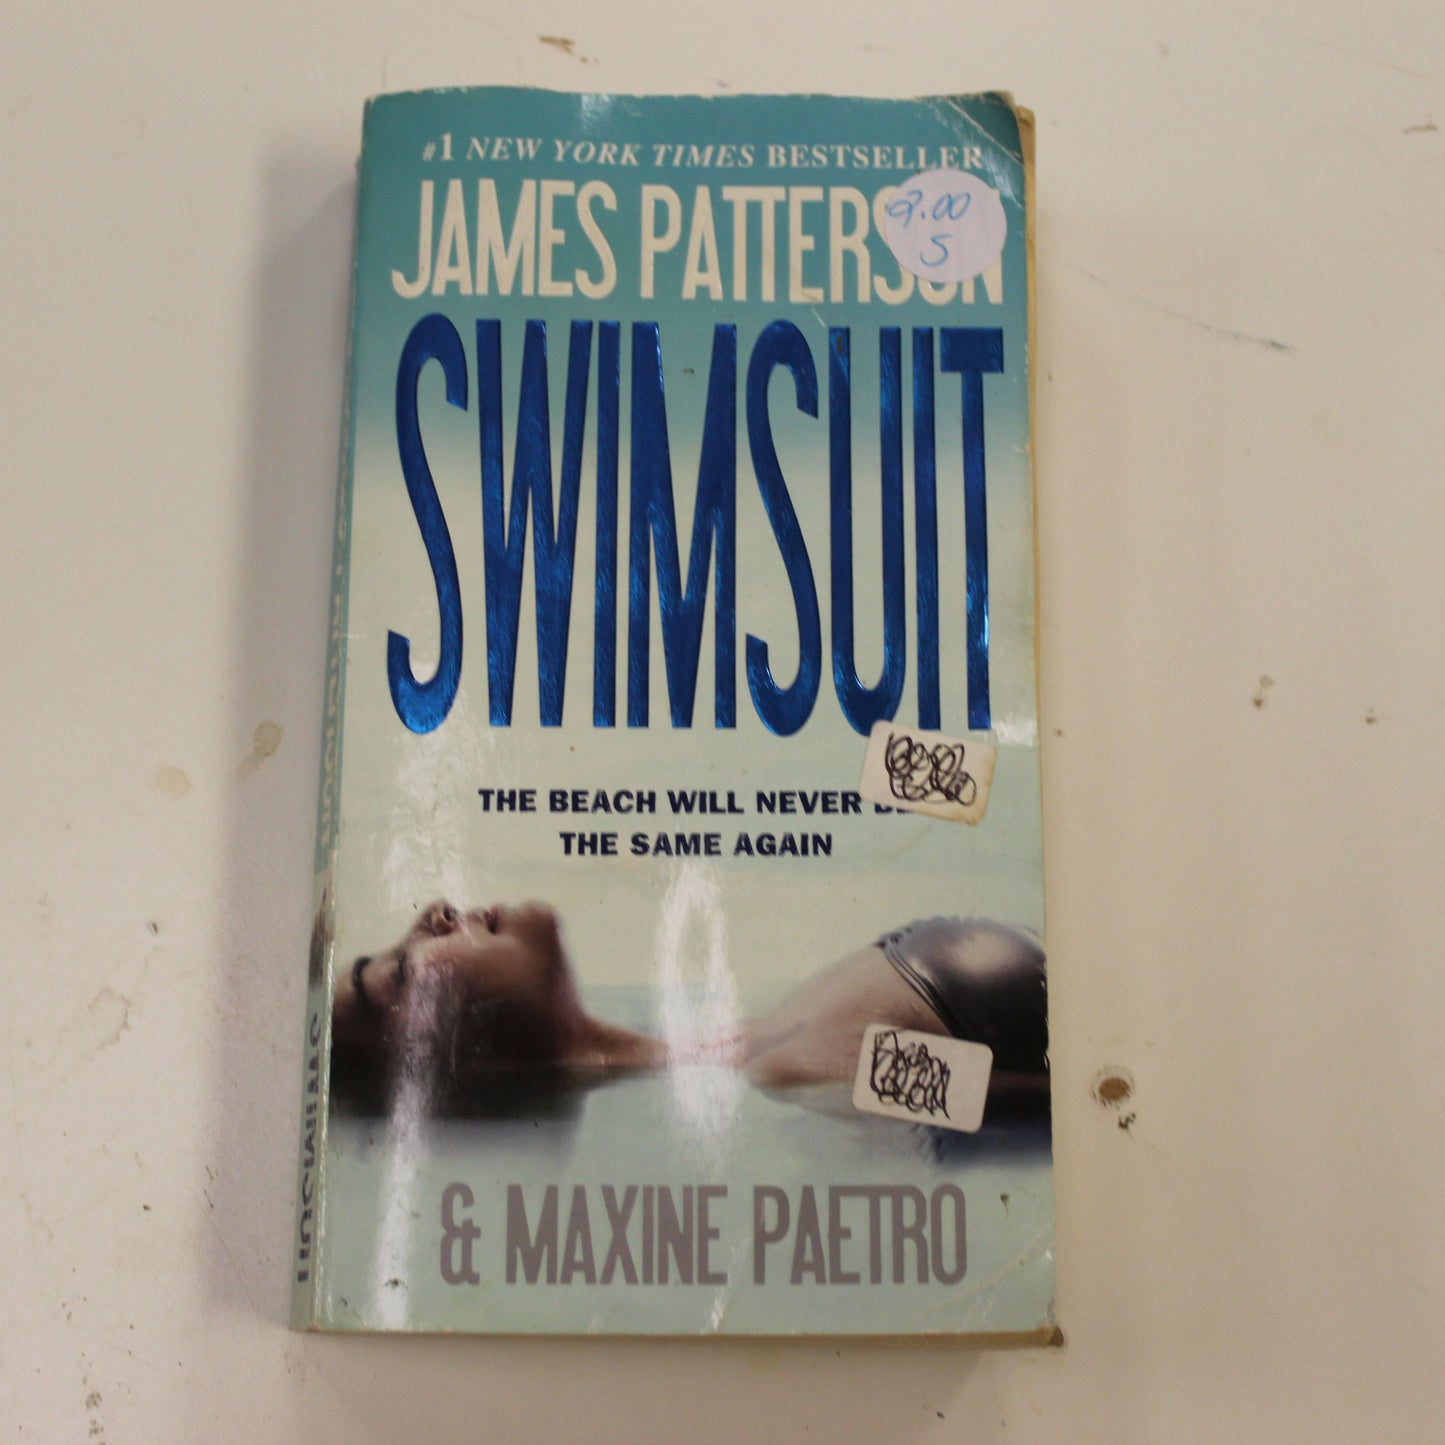 #1 NEW YORK TIMES BESTSELLER
JAMES PATTERSON
9.00
S
SWIMSUIT
THE BEACH WILL NEVER BE
THE SAME AGAIN
& MAXINE PAETRO
SWIMSUIT